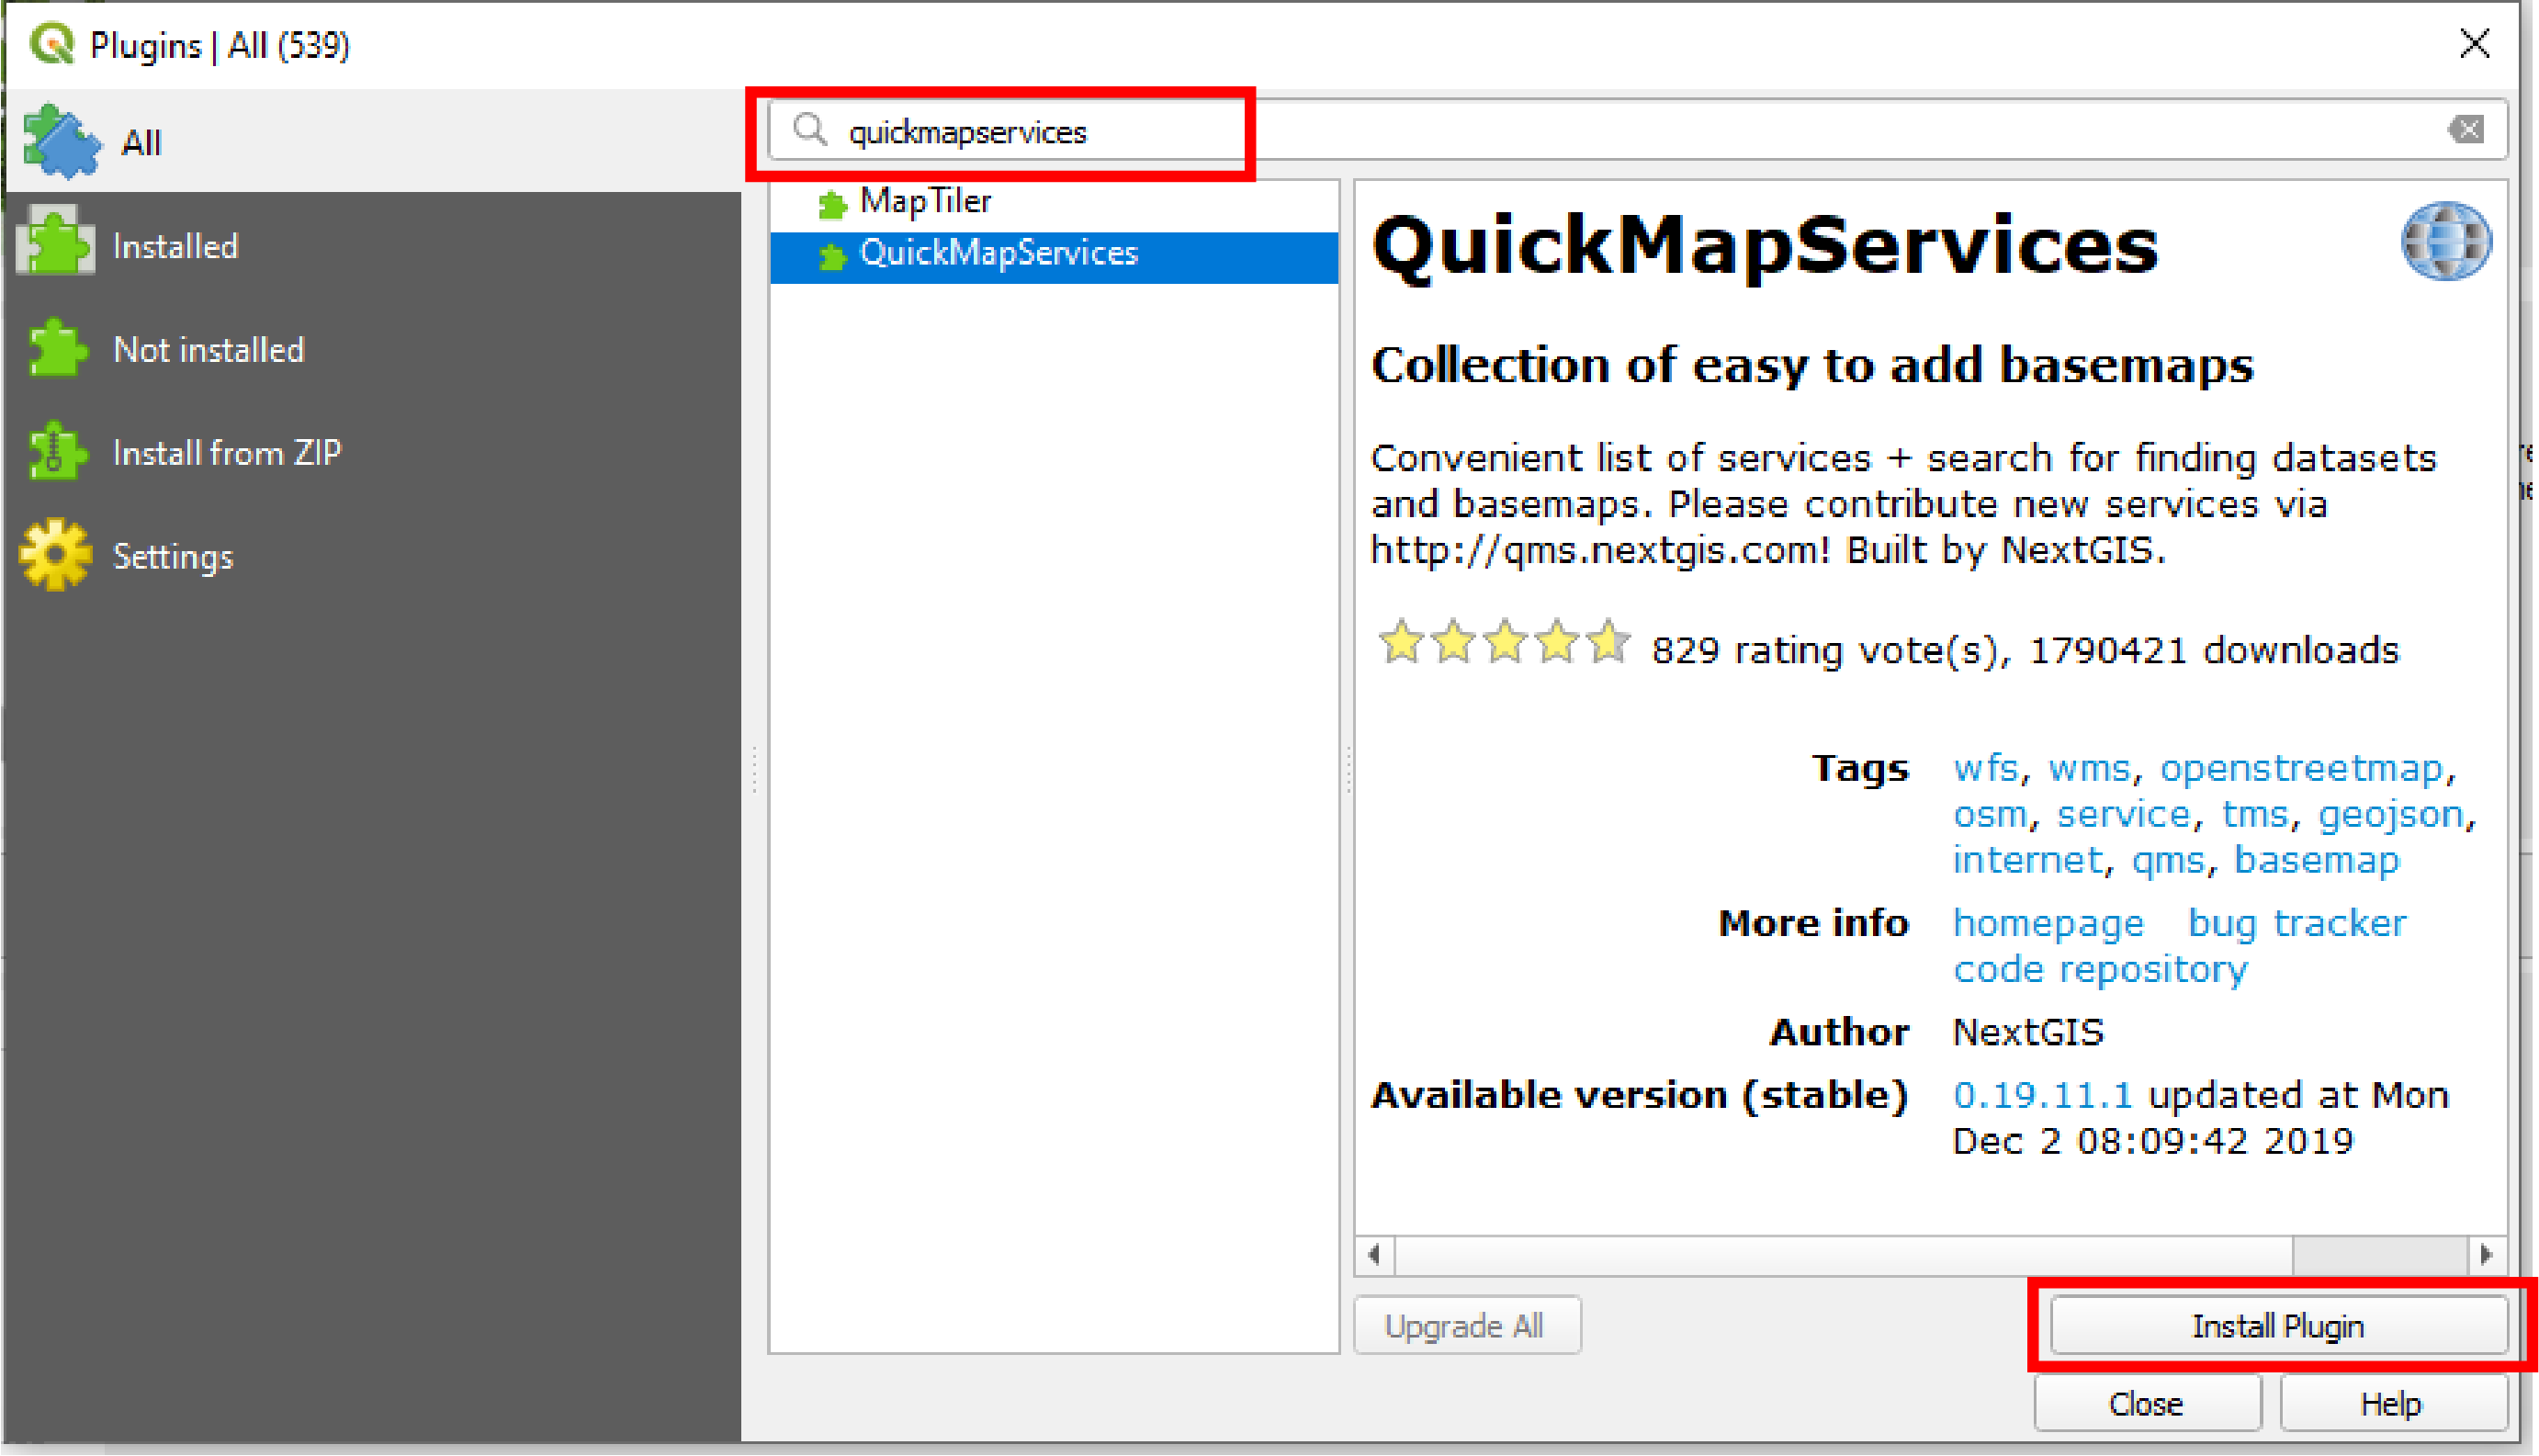 Plugins | All (539)
All
Installed
Not installed
Install from ZIP
Settings
quickmapservices
MapTiler
QuickMapServices
QuickMapServices
Collection of easy to add basemaps
Convenient list of services + search for finding datasets
and basemaps. Please contribute new services via
http://qms.nextgis.com! Built by NextGIS.
829 rating vote(s), 1790421 downloads
Tags wfs, wms, openstreetmap,
osm, service, tms, geojson,
internet, qms, basemap
More info homepage bug tracker
code repository
Author NextGIS
Available version (stable) 0.19.11.1 updated at Mon
Dec 2 08:09:42 2019
Upgrade All
Install Plugin
Close
Help